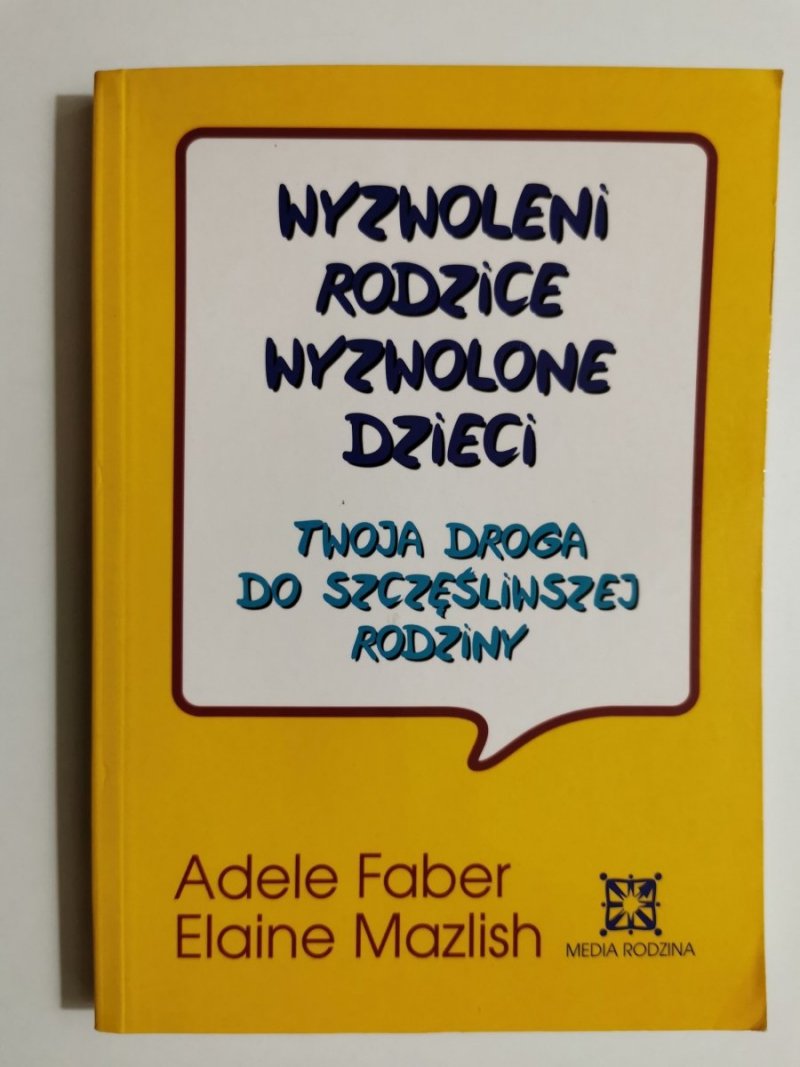 WYZWOLENi
RODZiCE
WYZWOLONE
DZiECi
TWOJA DROGA
DO SZCZĘŚLiWSZEJ
RODZiNY
Adele Faber
Elaine Mazlish
MEDIA RODZINA